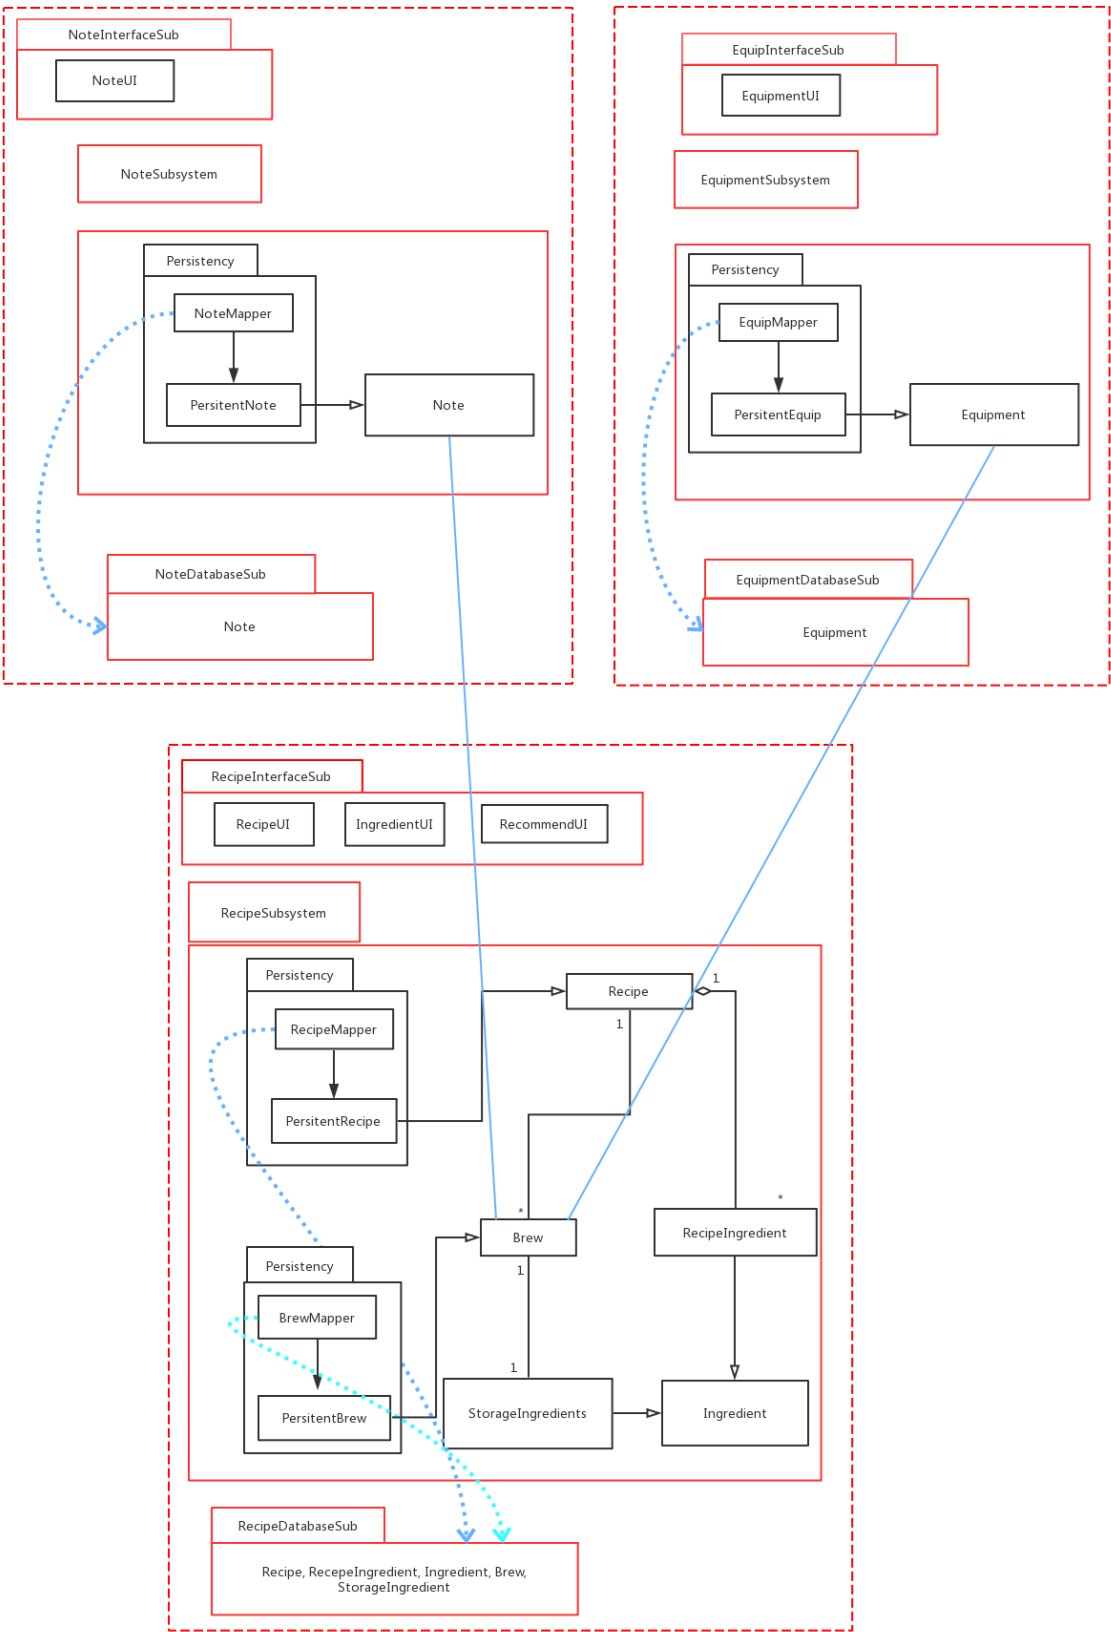 NoteInterfaceSub
NoteUI
NoteSubsystem
Persistency
NoteMapper
PersitentNote
Note
NoteDatabaseSub
Note
EquipInterfaceSub
EquipmentUI
EquipmentSubsystem
Persistency
EquipMapper
PersitentEquip
Equipment
EquipmentDatabaseSub
Equipment
RecipeInterfaceSub
RecipeUI
IngredientUI
RecommendUI
RecipeSubsystem
Persistency
RecipeMapper
PersitentRecipe
Recipe
1
1
*
*
Brew
RecipeIngredient
1
Persistency
BrewMapper
PersitentBrew
1
StorageIngredients
Ingredient
RecipeDatabaseSub
Recipe, RecepeIngredient, Ingredient, Brew,
StorageIngredient